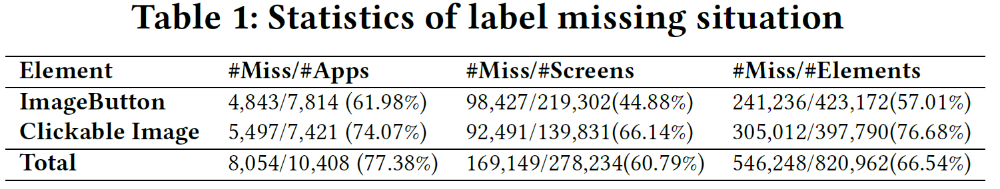 Table 1: Statistics of label missing situation
Element #Miss/#Apps #Miss/#Screens #Miss/#Elements
ImageButton 4,843/7,814 (61.98%) 98,427/219,302(44.88%) 241,236/423,172(57.01%)
Clickable Image 5,497/7,421 (74.07%) 92,491/139,831(66.14%) 305,012/397,790(76.68%)
Total 8,054/10,408 (77.38%) 169,149/278,234(60.79%) 546,248/820,962(66.54%)